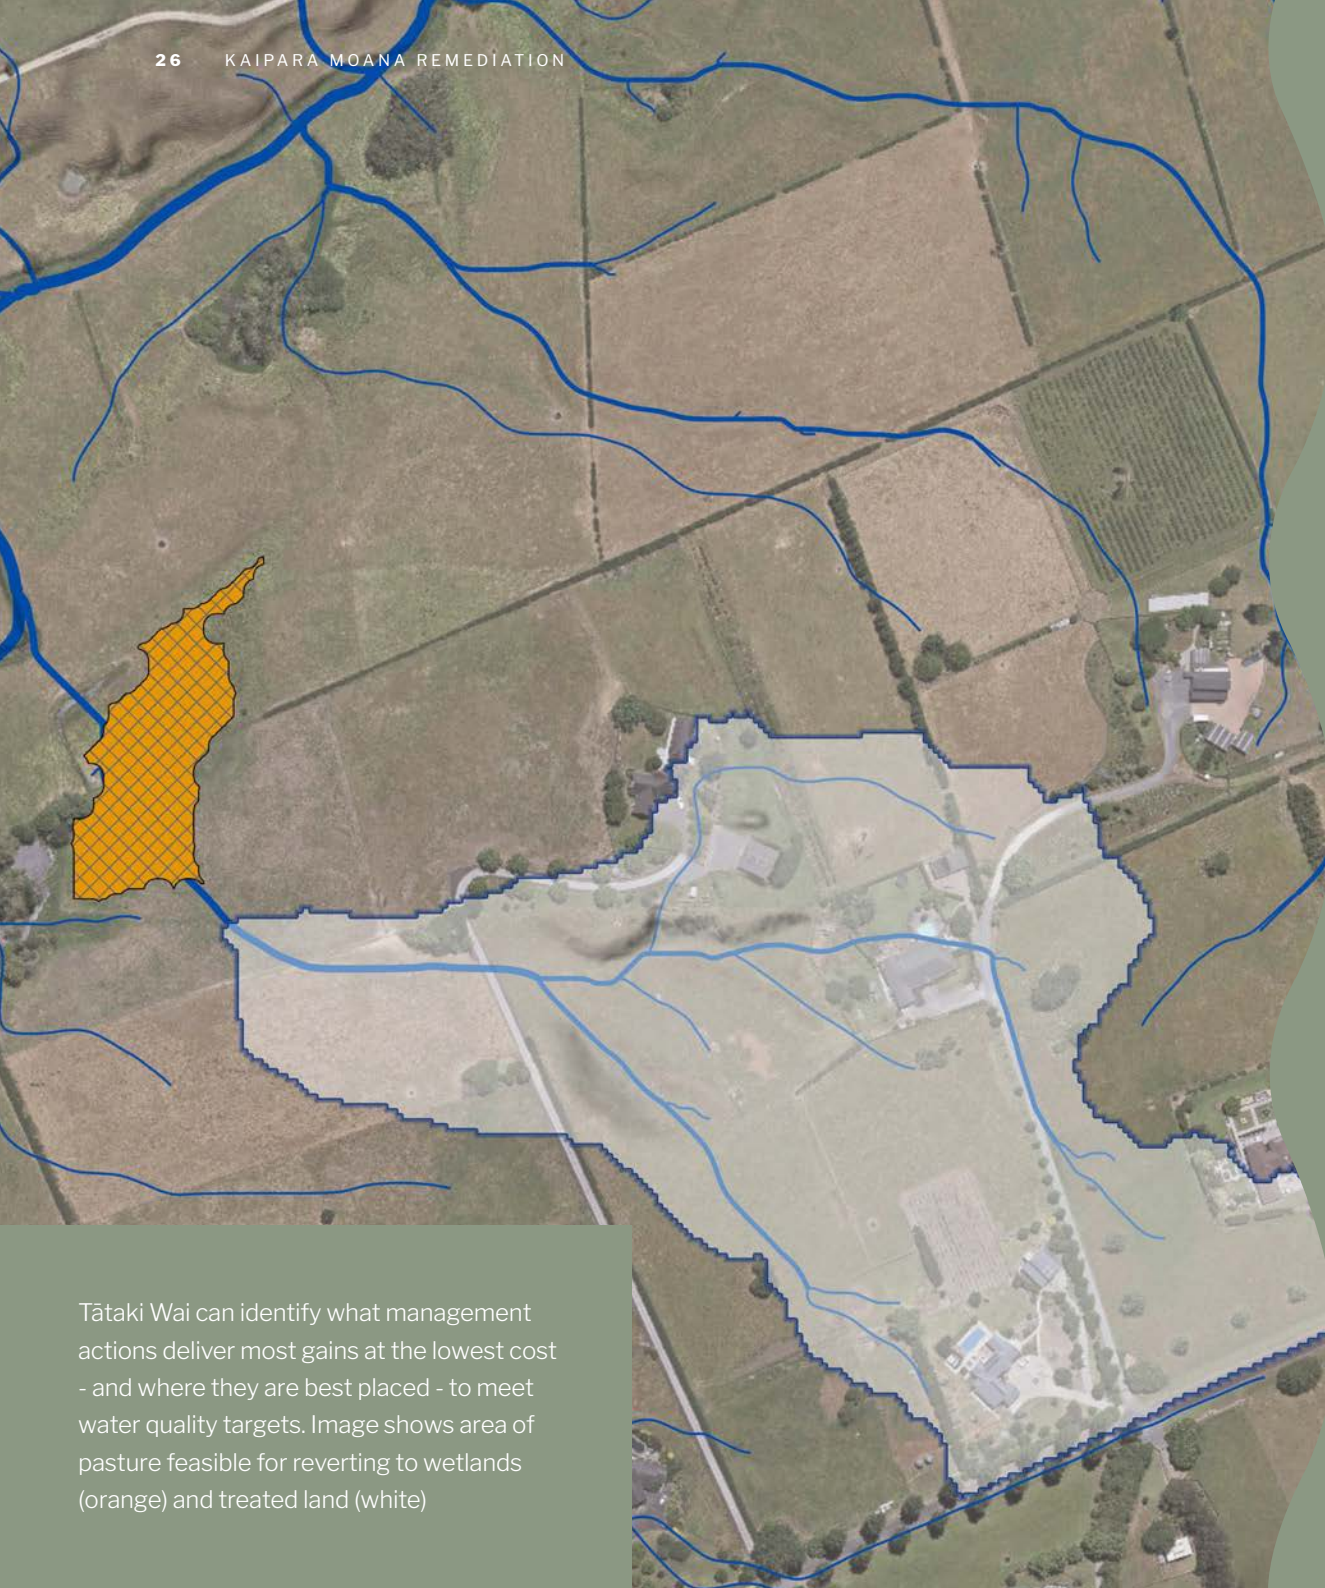 26 KAIPARA MOANA REMEDIATION
Tātaki Wai can identify what management
actions deliver most gains at the lowest cost
- and where they are best placed - to meet
water quality targets. Image shows area of
pasture feasible for reverting to wetlands
(orange) and treated land (white)